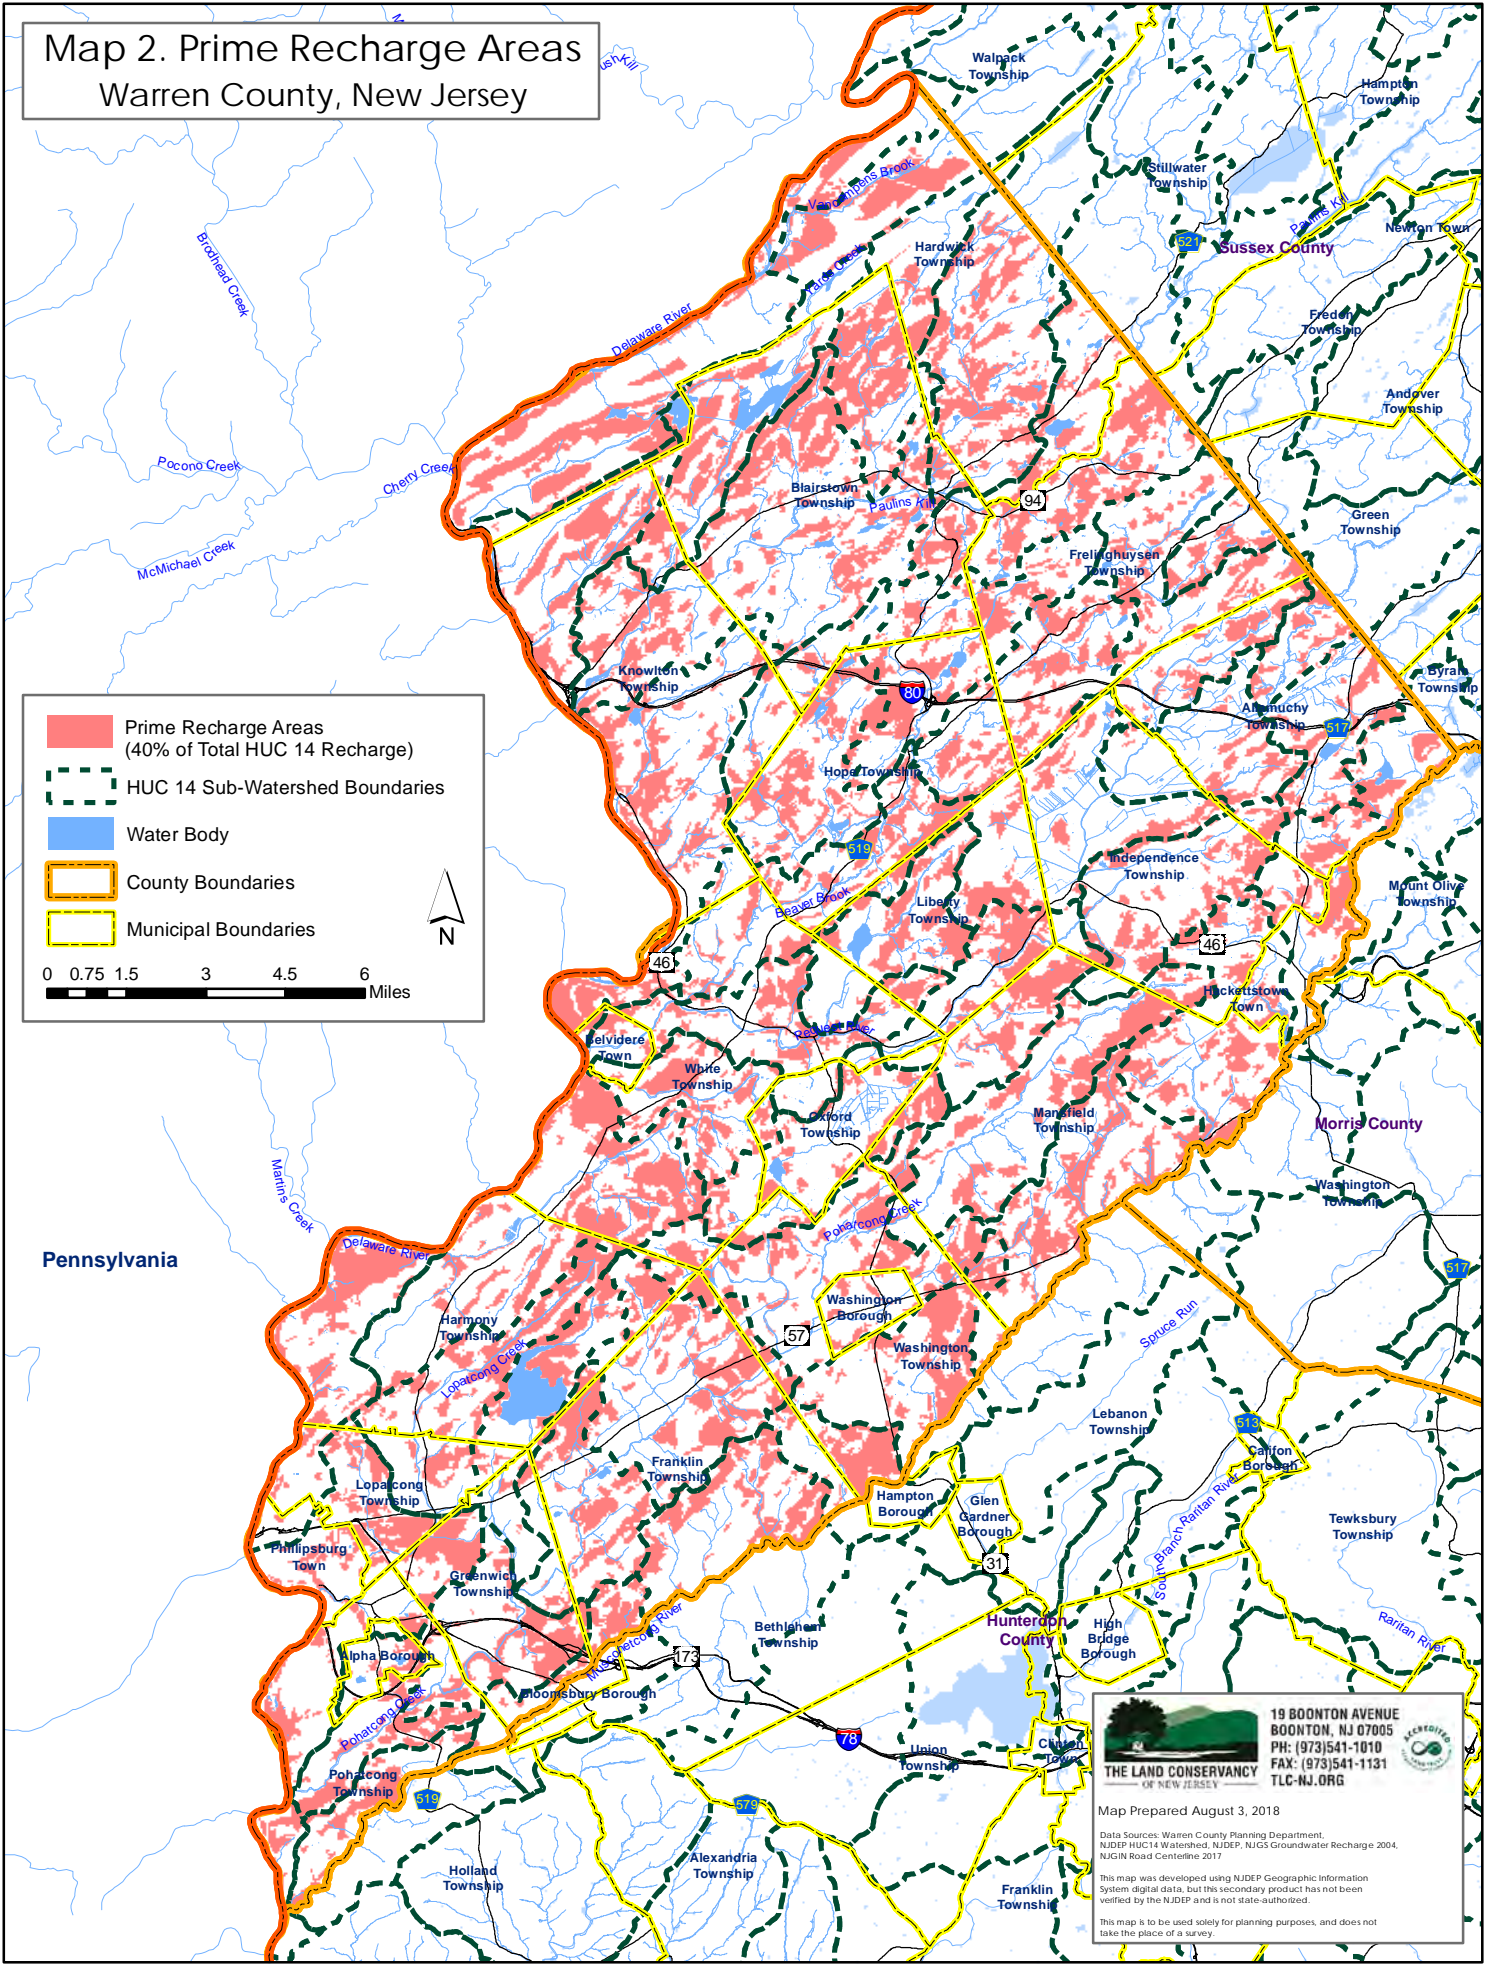 Map 2. Prime Recharge Areas
Warren County, New Jersey
Walpack
Township
Hampton
Township
Stillwater
Township
Vancampens Brook
Paulins Kill
Newton Town
521
Sussex County
Hardwick
Township
Yards Creek
Brodhead Creek
Delaware River
Fredon
Township
Andover
Township
Pocono Creek
Cherry Creek
McMichael Creek
Blairstown
Township
Paulins Kill
94
Green
Township
Frelinghuysen
Township
Knowlton
Township
80
Byram
Township
Allamuchy
Township
517
Hope Township
519
Independence
Township
Mount Olive
Township
Beaver Brook
Liberty
Township
46
46
Hackettstown
Town
Request River
Belvidere
Town
White
Township
Oxford
Township
Mansfield
Township
Morris County
Washington
Township
Prime Recharge Areas
(40% of Total HUC 14 Recharge)
HUC 14 Sub-Watershed Boundaries
Water Body
County Boundaries
Municipal Boundaries
N
0 0.75 1.5 3 4.5 6
Miles
Martins Creek
Pohatcong Creek
Delaware River
Pennsylvania
517
Washington
Borough
Harmony
Township
57
Spruce Run
Washington
Township
Lopatcong Creek
Lebanon
Township
513
Califon
Borough
Franklin
Township
Lopatcong
Township
Hampton
Borough
Glen
Gardner
Borough
South Branch Raritan River
Tewksbury
Township
Phillipsburg
Town
31
Greenwich
Township
Musconetcong River
Bethlehem
Township
Hunterdon
County
High
Bridge
Borough
Raritan River
Alpha Borough
173
Bloomsbury Borough
Pohatcong Creek
78
Union
Township
Clinton
Town
Pohatcong
Township
519
579
Holland
Township
Alexandria
Township
Franklin
Township
THE LAND CONSERVANCY
OF NEW JERSEY
19 BOONTON AVENUE
BOONTON, NJ 07005
PH: (973)541-1010
FAX: (973)541-1131
TLC-NJ.ORG
ACCREDITED
Map Prepared August 3, 2018
Data Sources: Warren County Planning Department,
NJDEP HUC14 Watershed, NJDEP, NJGS Groundwater Recharge 2004,
NJGIN Road Centerline 2017
This map was developed using NJDEP Geographic Information
System digital data, but this secondary product has not been
verified by the NJDEP and is not state-authorized.
This map is to be used solely for planning purposes, and does not
take the place of a survey.